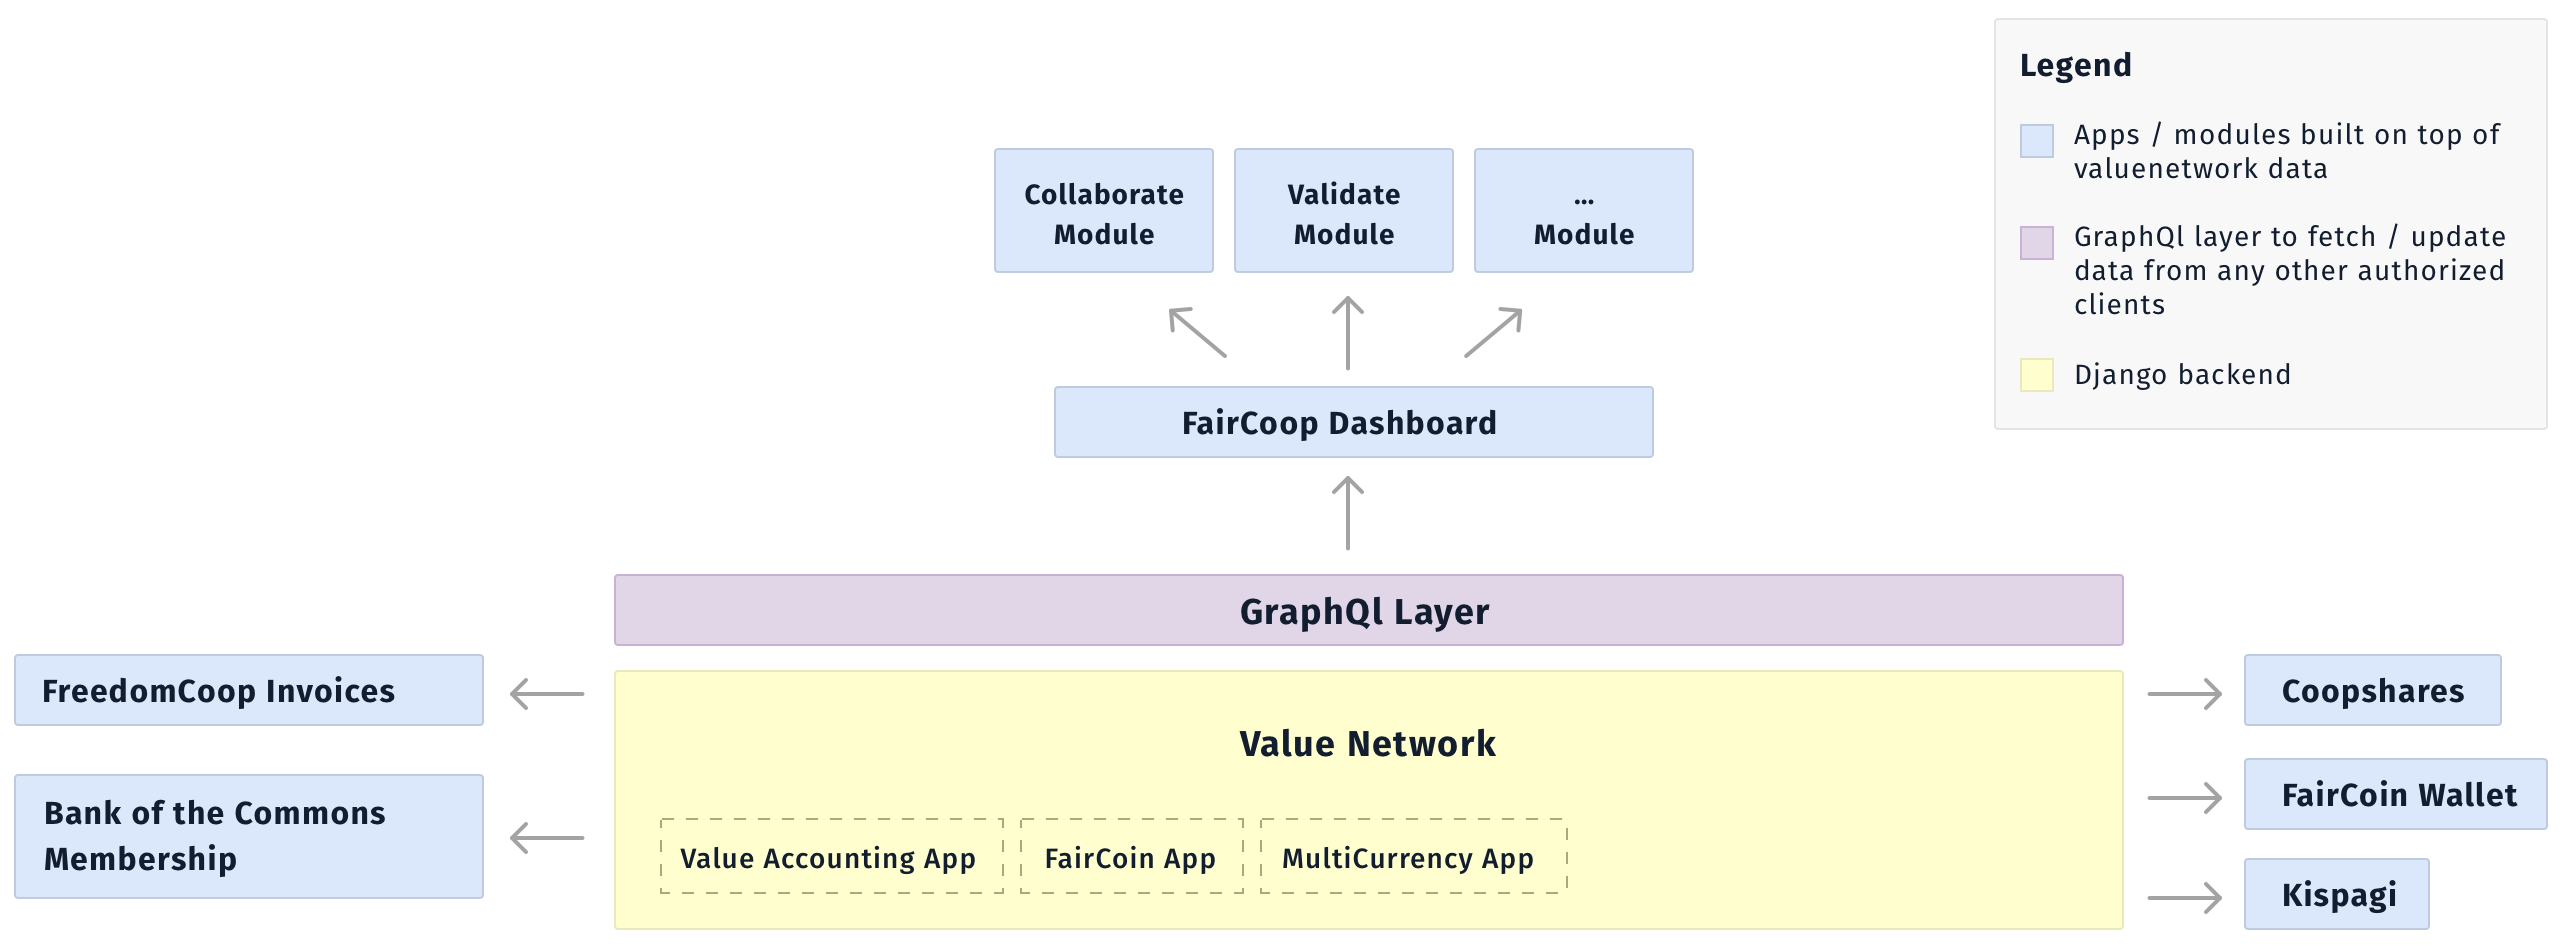 Legend
Apps / modules built on top of
valuenetwork data
GraphQl layer to fetch / update
data from any other authorized
clients
Django backend
Collaborate
Module
Validate
Module
...
Module
FairCoop Dashboard
GraphQl Layer
FreedomCoop Invoices
Bank of the Commons
Membership
Value Network
Value Accounting App
FairCoin App
MultiCurrency App
Coopshares
FairCoin Wallet
Kispagi